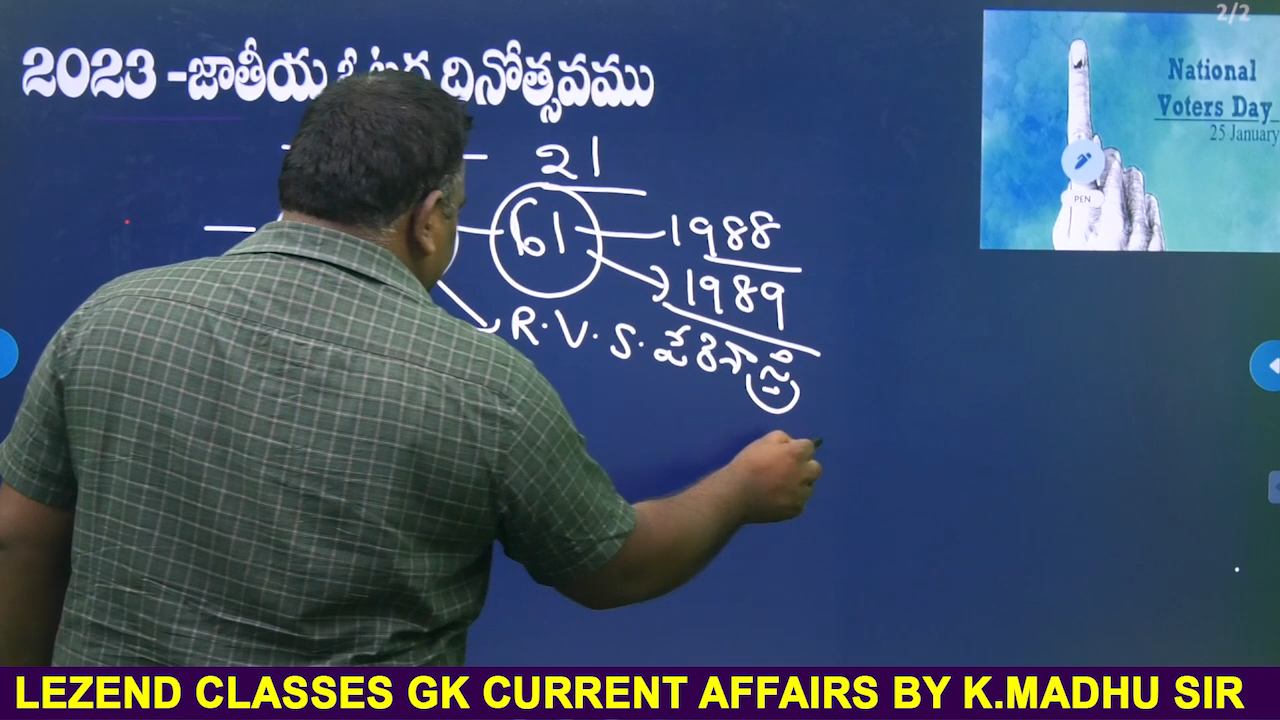 2/2
2023 -జాతీయ దినోత్సవము
National
Voters Day
25 January
PEN
21
61
1988
1989
R.V.S. పేరిశాస్త్రి
LEZEND CLASSES GK CURRENT AFFAIRS BY K.MADHU SIR